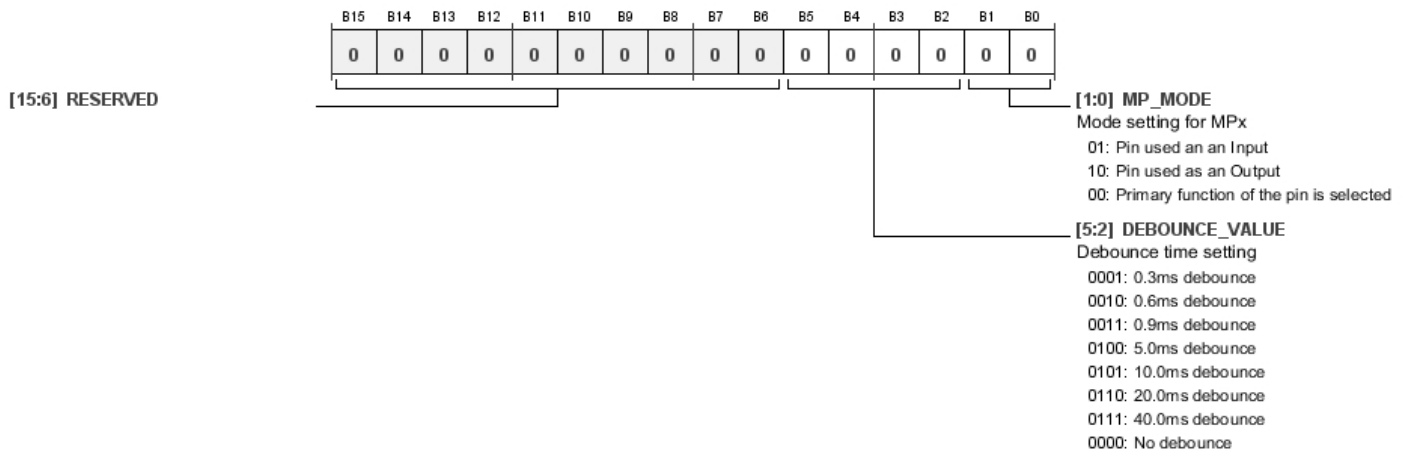 B15 B14 B13 B12 B11 B10 B9 B8 B7 B6 B5 B4 B3 B2 B1 B0
0 0 0 0 0 0 0 0 0 0 0 0 0 0 0 0
[15:6] RESERVED
[1:0] MP_MODE
Mode setting for MPx
01: Pin used an an Input
10: Pin used as an Output
00: Primary function of the pin is selected
[5:2] DEBOUNCE_VALUE
Debounce time setting
0001: 0.3ms debounce
0010: 0.6ms debounce
0011: 0.9ms debounce
0100: 5.0ms debounce
0101: 10.0ms debounce
0110: 20.0ms debounce
0111: 40.0ms debounce
0000: No debounce